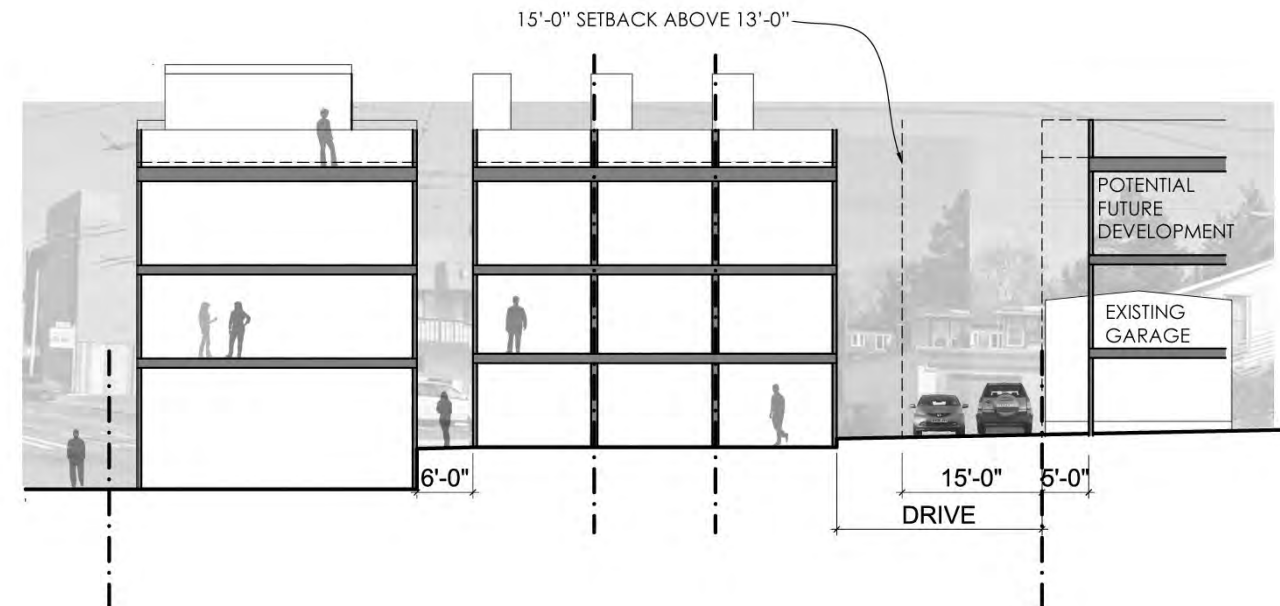 15'-0" SETBACK ABOVE 13'-0"
POTENTIAL
FUTURE
DEVELOPMENT
EXISTING
GARAGE
6'-0"
15'-0"
5'-0"
DRIVE